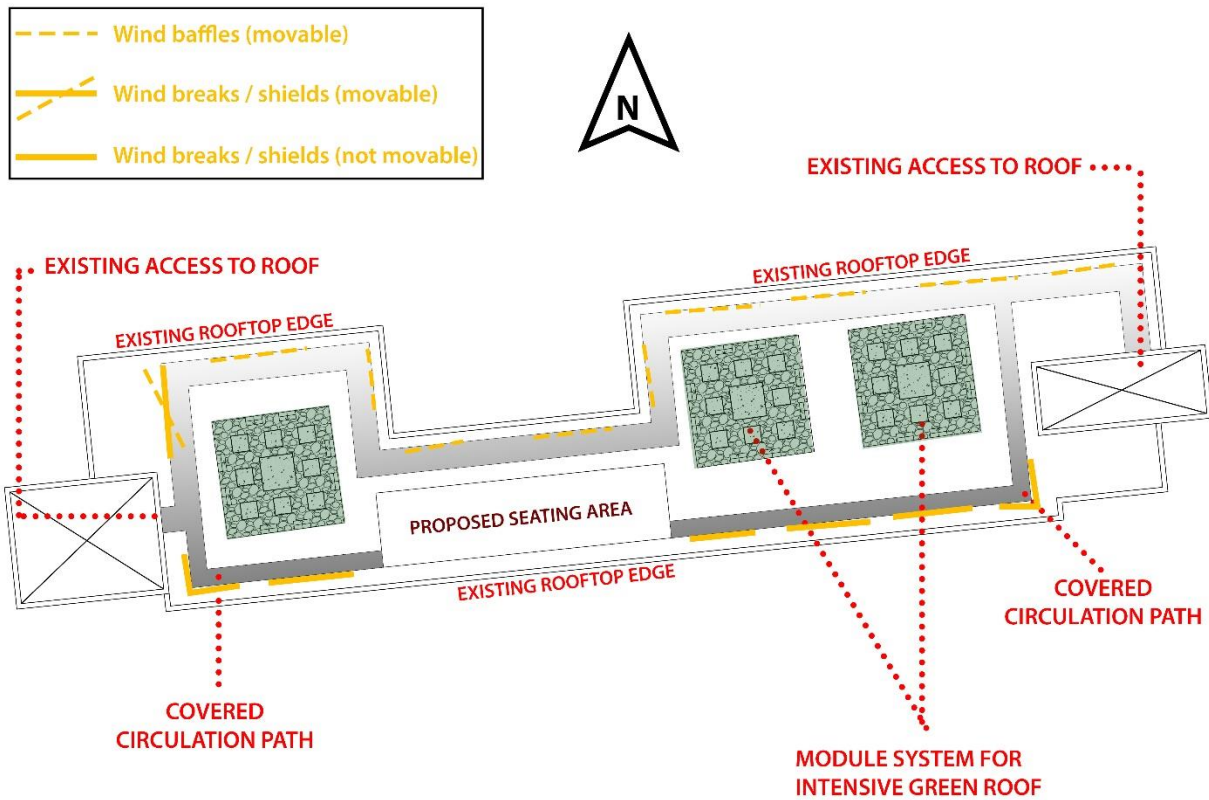 Wind baffles (movable)
Wind breaks / shields (movable)
Wind breaks / shields (not movable)
N
EXISTING ACCESS TO ROOF
EXISTING ACCESS TO ROOF
EXISTING ROOFTOP EDGE
EXISTING ROOFTOP EDGE
PROPOSED SEATING AREA
EXISTING ROOFTOP EDGE
COVERED
CIRCULATION PATH
COVERED
CIRCULATION PATH
MODULE SYSTEM FOR
INTENSIVE GREEN ROOF